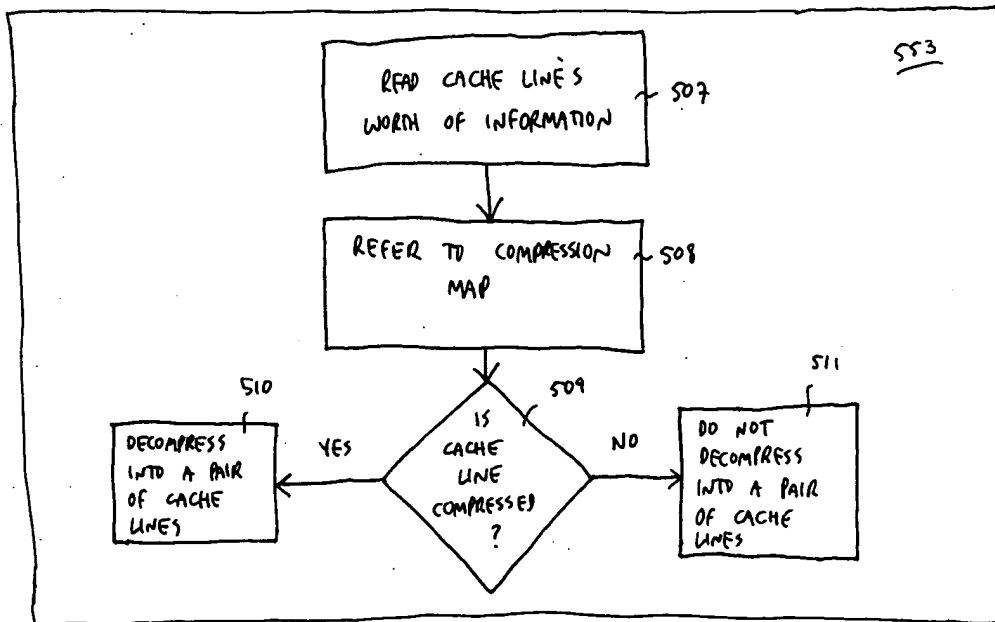 553
READ CACHE LINE'S
WORTH OF INFORMATION
507
REFER TO COMPRESSION
MAP
508
509
IS
CACHE
LINE
COMPRESSED
?
YES
NO
510
DECOMPRESS
INTO A PAIR
OF CACHE
LINES
511
DO NOT
DECOMPRESS
INTO A PAIR
OF CACHE
LINES